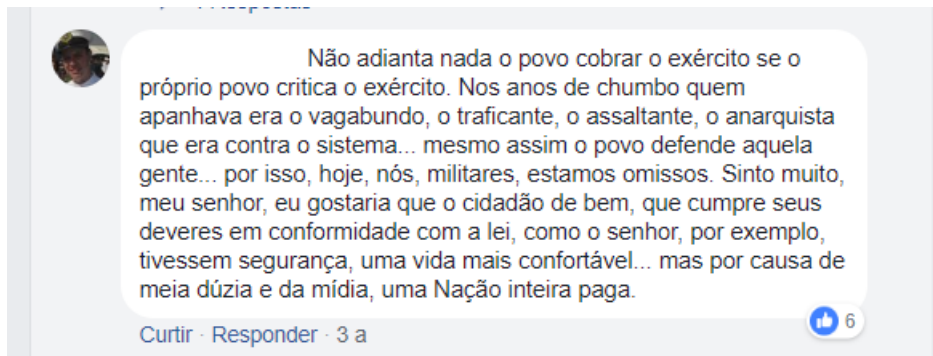 Não adianta nada o povo cobrar o exército se o
próprio povo critica o exército. Nos anos de chumbo quem
apanhava era o vagabundo, o traficante, o assaltante, o anarquista
que era contra o sistema... mesmo assim o povo defende aquela
gente... por isso, hoje, nós, militares, estamos omissos. Sinto muito,
meu senhor, eu gostaria que o cidadão de bem, que cumpre seus
deveres em conformidade com a lei, como o senhor, por exemplo,
tivessem segurança, uma vida mais confortável... mas por causa de
meia dúzia e da mídia, uma Nação inteira paga.
6
Curtir · Responder · 3 a